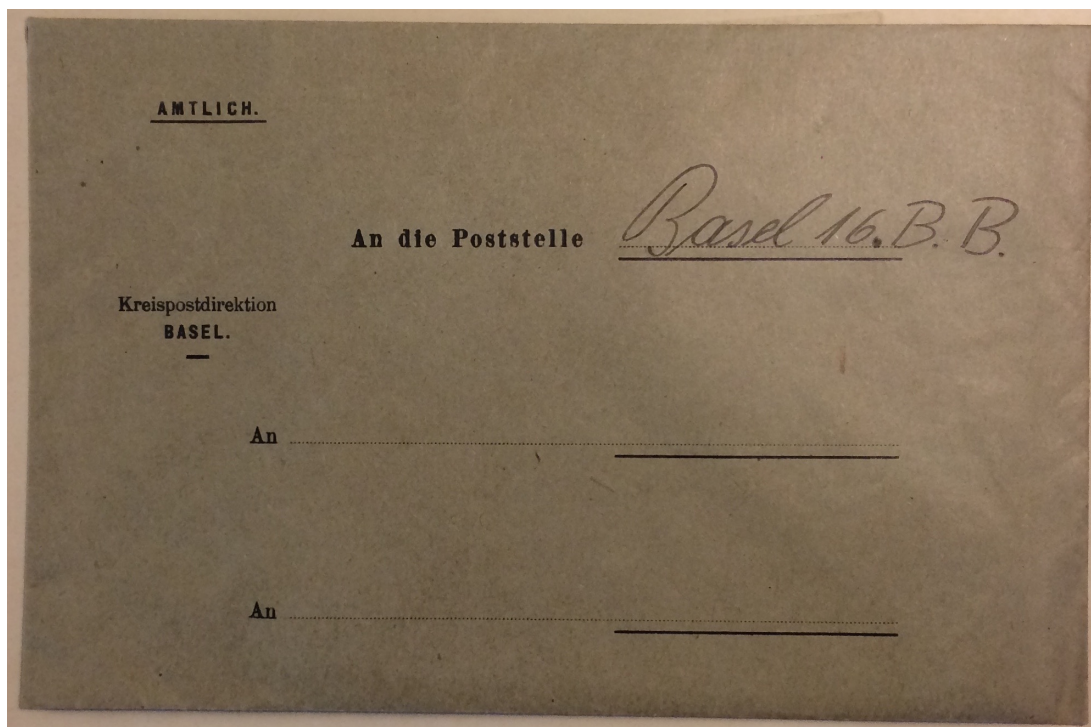 AMTLICH.
An die Poststelle Basel 16. B. B.
Kreispostdirektion
BASEL.
An
An